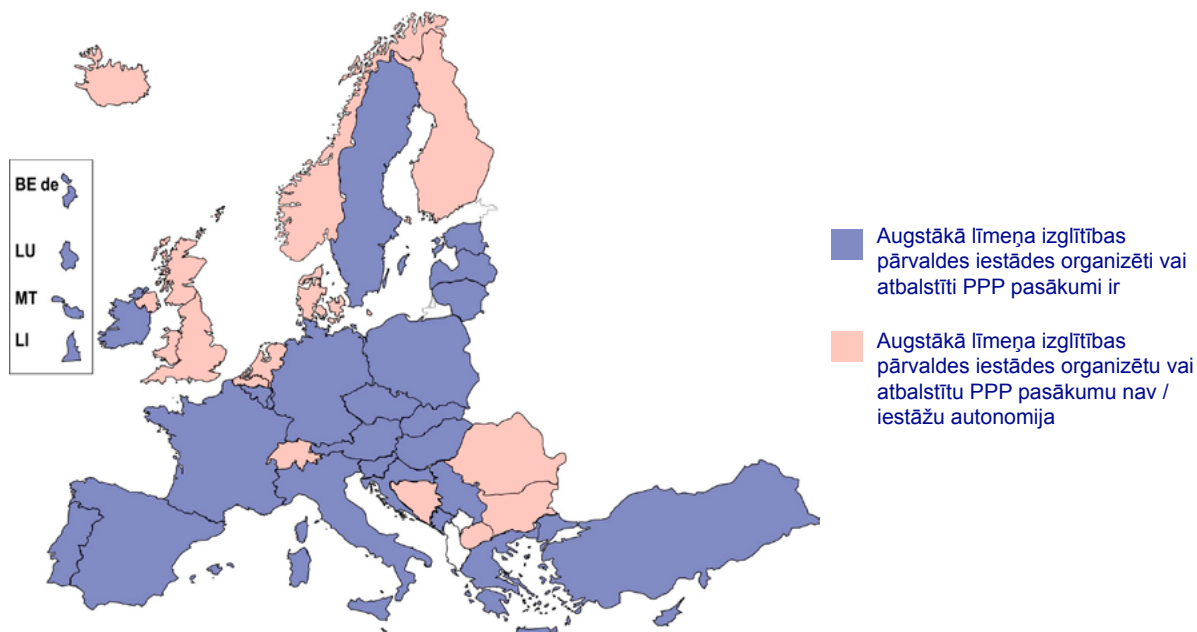 BE de
LU
MT
LI
Augstākā līmeņa izglītības
pārvaldes iestādes organizēti vai
atbalstīti PPP pasākumi ir
Augstākā līmeņa izglītības
pārvaldes iestādes organizētu vai
atbalstītu PPP pasākumu nav /
iestāžu autonomija